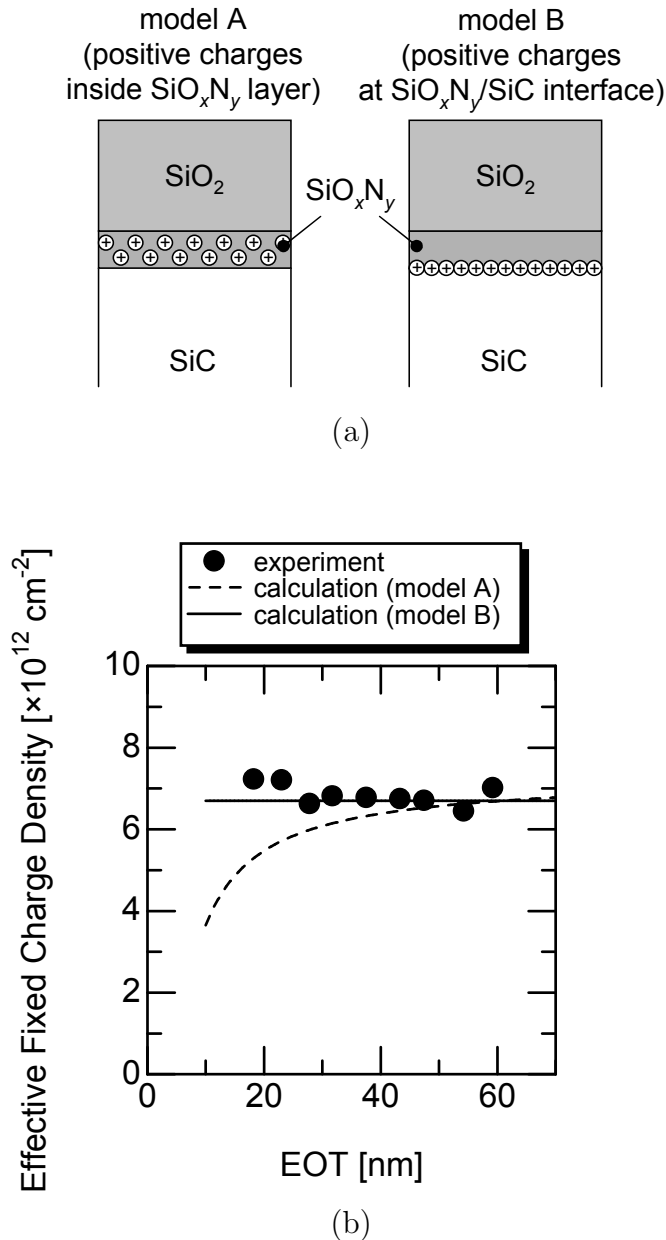 model A
(positive charges
inside SiOxNy layer)
model B
(positive charges
at SiOxNy/SiC interface)
SiO2
SiOxNy
SiO2
SiC
SiC
(a)
experiment
calculation (model A)
calculation (model B)
Effective Fixed Charge Density [×10^12 cm^-2]
10
8
6
4
2
0
0 20 40 60
EOT [nm]
(b)